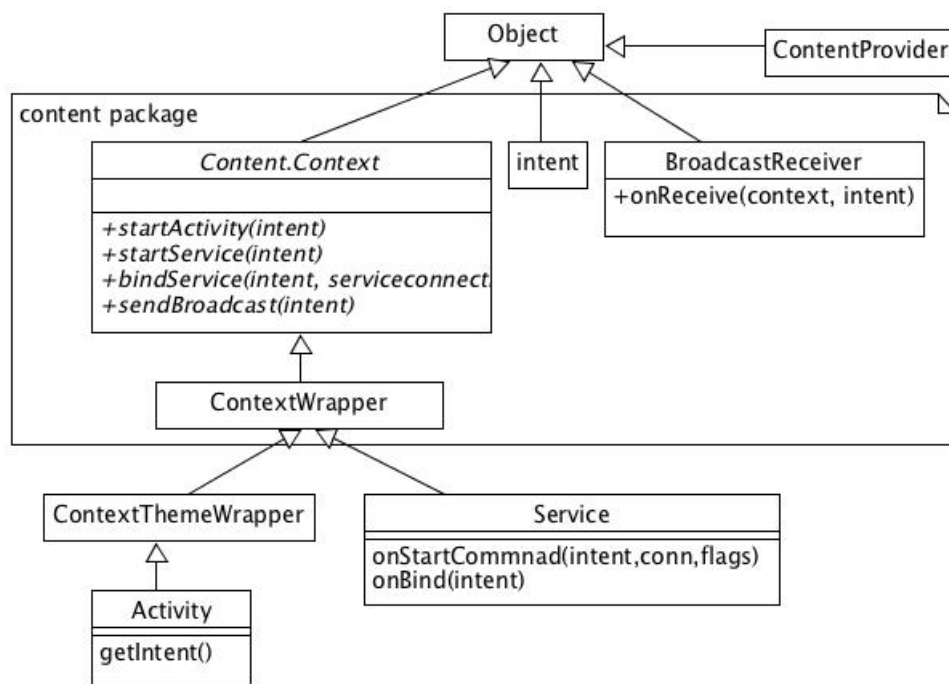 Object
ContentProvider
content package
Content.Context
+startActivity(intent)
+startService(intent)
+bindService(intent, serviceconnect
+sendBroadcast(intent)
intent
BroadcastReceiver
+onReceive(context, intent)
ContextWrapper
ContextThemeWrapper
Service
onStartCommnad(intent,conn,flags)
onBind(intent)
Activity
getIntent()